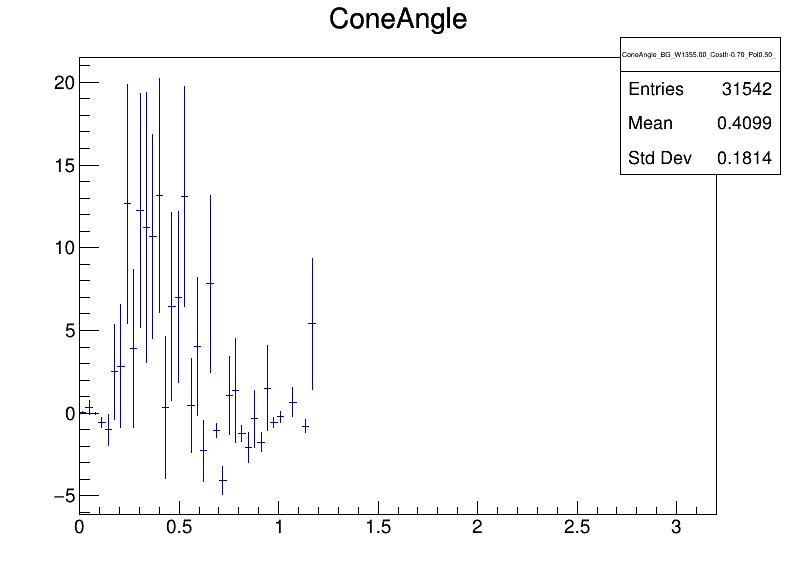 ConeAngle
ConeAngle_BG_W1355.00_Costh-0.70_Pol0.50_
Entries 31542
Mean 0.4099
Std Dev 0.1814
20
15
10
5
0
−5
0 0.5 1 1.5 2 2.5 3